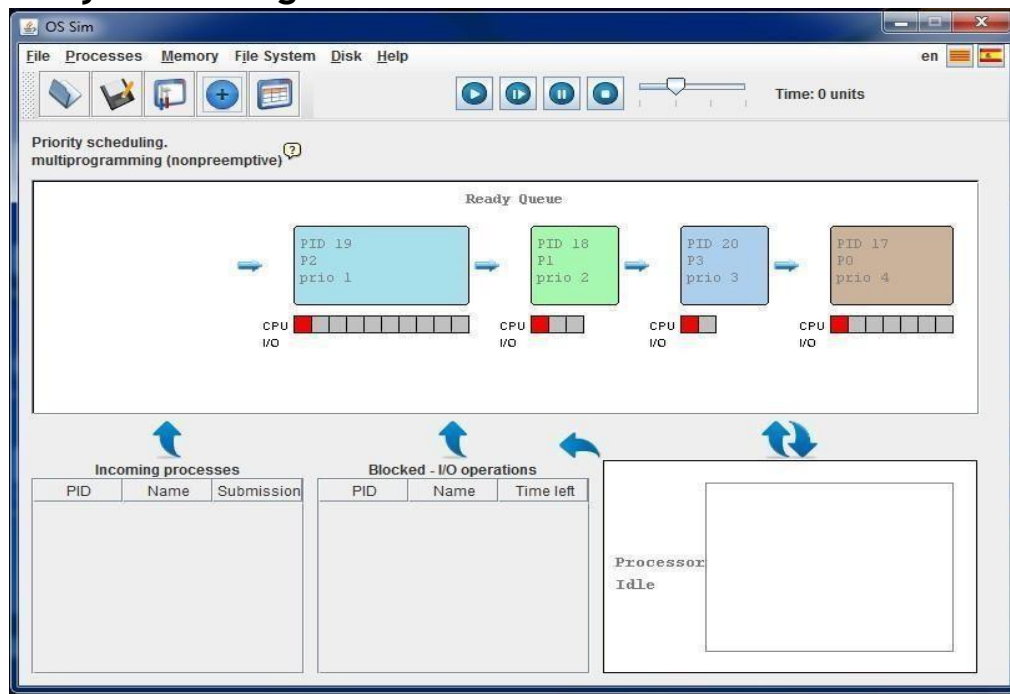 OS Sim
File Processes Memory File System Disk Help en
Time: 0 units
Priority scheduling.
multiprogramming (nonpreemptive) ?
Ready Queue
PID 19
P2
prio 1
CPU
I/O
PID 18
P1
prio 2
CPU
I/O
PID 20
P3
prio 3
CPU
I/O
PID 17
P0
prio 4
CPU
I/O
Incoming processes
PID Name Submission
Blocked - I/O operations
PID Name Time left
Processor
Idle